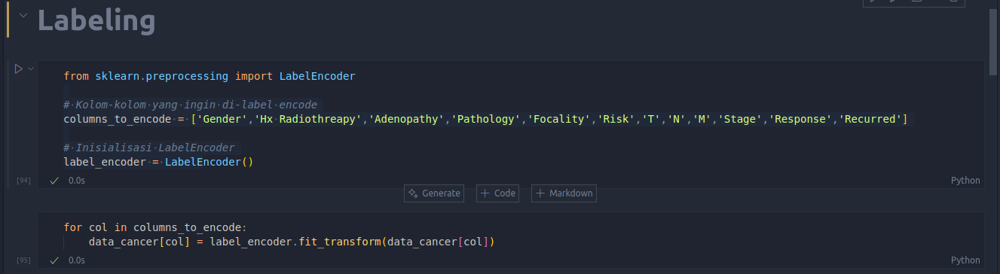 Labeling
from sklearn.preprocessing import LabelEncoder
# Kolom-kolom yang ingin di-label encode
columns_to_encode = ['Gender','Hx Radiothreapy','Adenopathy','Pathology','Focality','Risk','T','N','M','Stage','Response','Recurred']
# Inisialisasi LabelEncoder
label_encoder = LabelEncoder()
[94]
0.0s
Python
Generate
Code
Markdown
for col in columns_to_encode:
    data_cancer[col] = label_encoder.fit_transform(data_cancer[col])
[95]
0.0s
Python